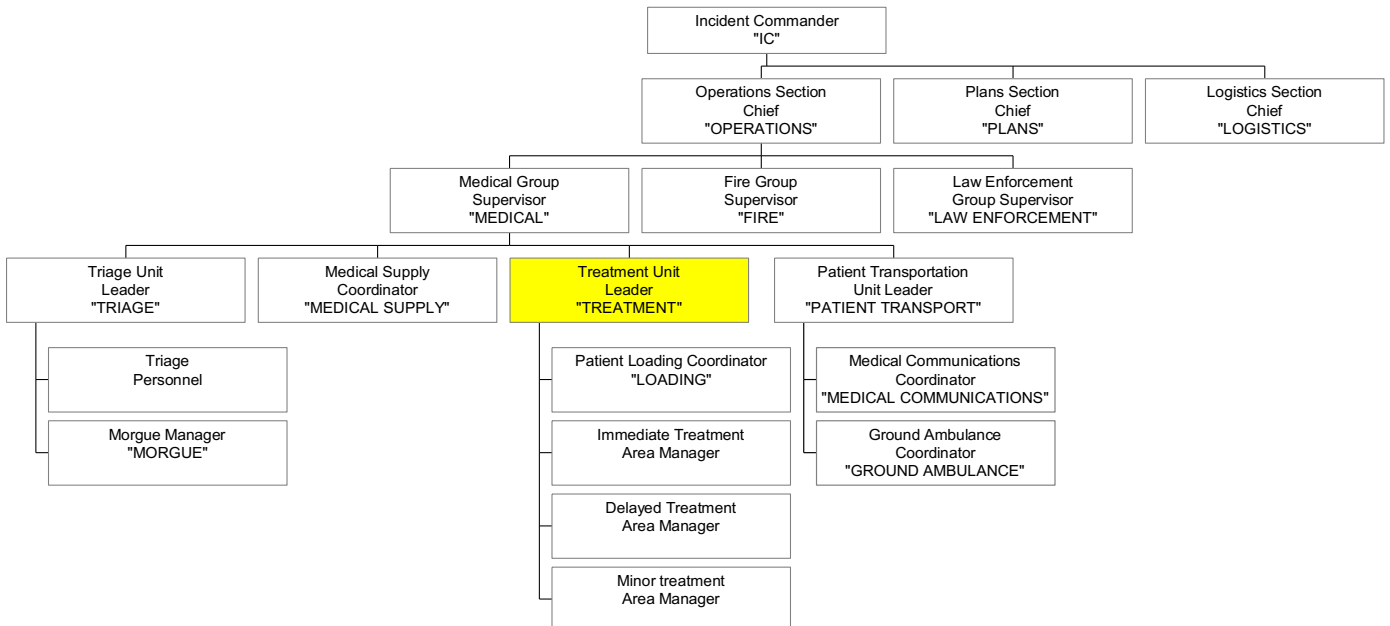 Incident Commander
"IC"
Operations Section
Chief
"OPERATIONS"
Plans Section
Chief
"PLANS"
Logistics Section
Chief
"LOGISTICS"
Medical Group
Supervisor
"MEDICAL"
Fire Group
Supervisor
"FIRE"
Law Enforcement
Group Supervisor
"LAW ENFORCEMENT"
Triage Unit
Leader
"TRIAGE"
Medical Supply
Coordinator
"MEDICAL SUPPLY"
Treatment Unit
Leader
"TREATMENT"
Patient Transportation
Unit Leader
"PATIENT TRANSPORT"
Triage
Personnel
Morgue Manager
"MORGUE"
Patient Loading Coordinator
"LOADING"
Immediate Treatment
Area Manager
Delayed Treatment
Area Manager
Minor treatment
Area Manager
Medical Communications
Coordinator
"MEDICAL COMMUNICATIONS"
Ground Ambulance
Coordinator
"GROUND AMBULANCE"